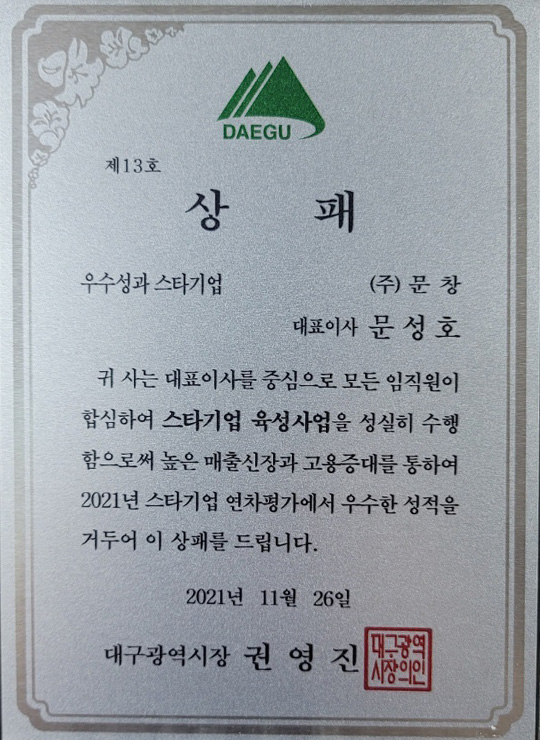 DAEGU
제13호
상 패
우수성과 스타기업 (주) 문 창
대표이사 문 성 호
귀 사는 대표이사를 중심으로 모든 임직원이
합심하여 스타기업 육성사업을 성실히 수행
함으로써 높은 매출신장과 고용증대를 통하여
2021년 스타기업 연차평가에서 우수한 성적을
거두어 이 상패를 드립니다.
2021년 11월 26일
대구광역시장 권 영 진
대구광역
시장의인